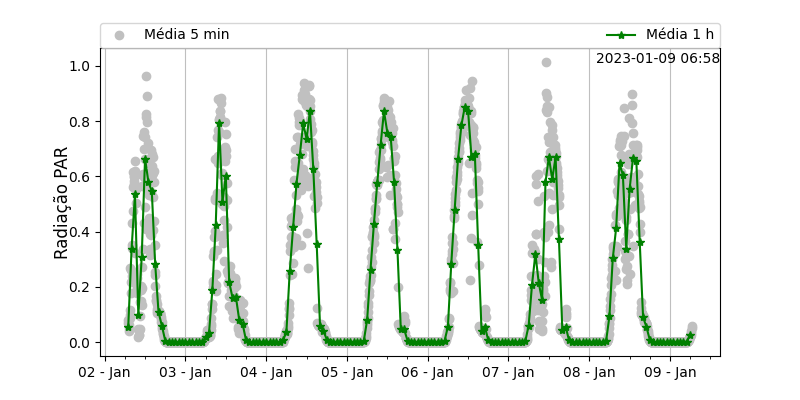 Média 5 min
Média 1 h
2023-01-09 06:58
Radiação PAR
1.0
0.8
0.6
0.4
0.2
0.0
02 - Jan
03 - Jan
04 - Jan
05 - Jan
06 - Jan
07 - Jan
08 - Jan
09 - Jan